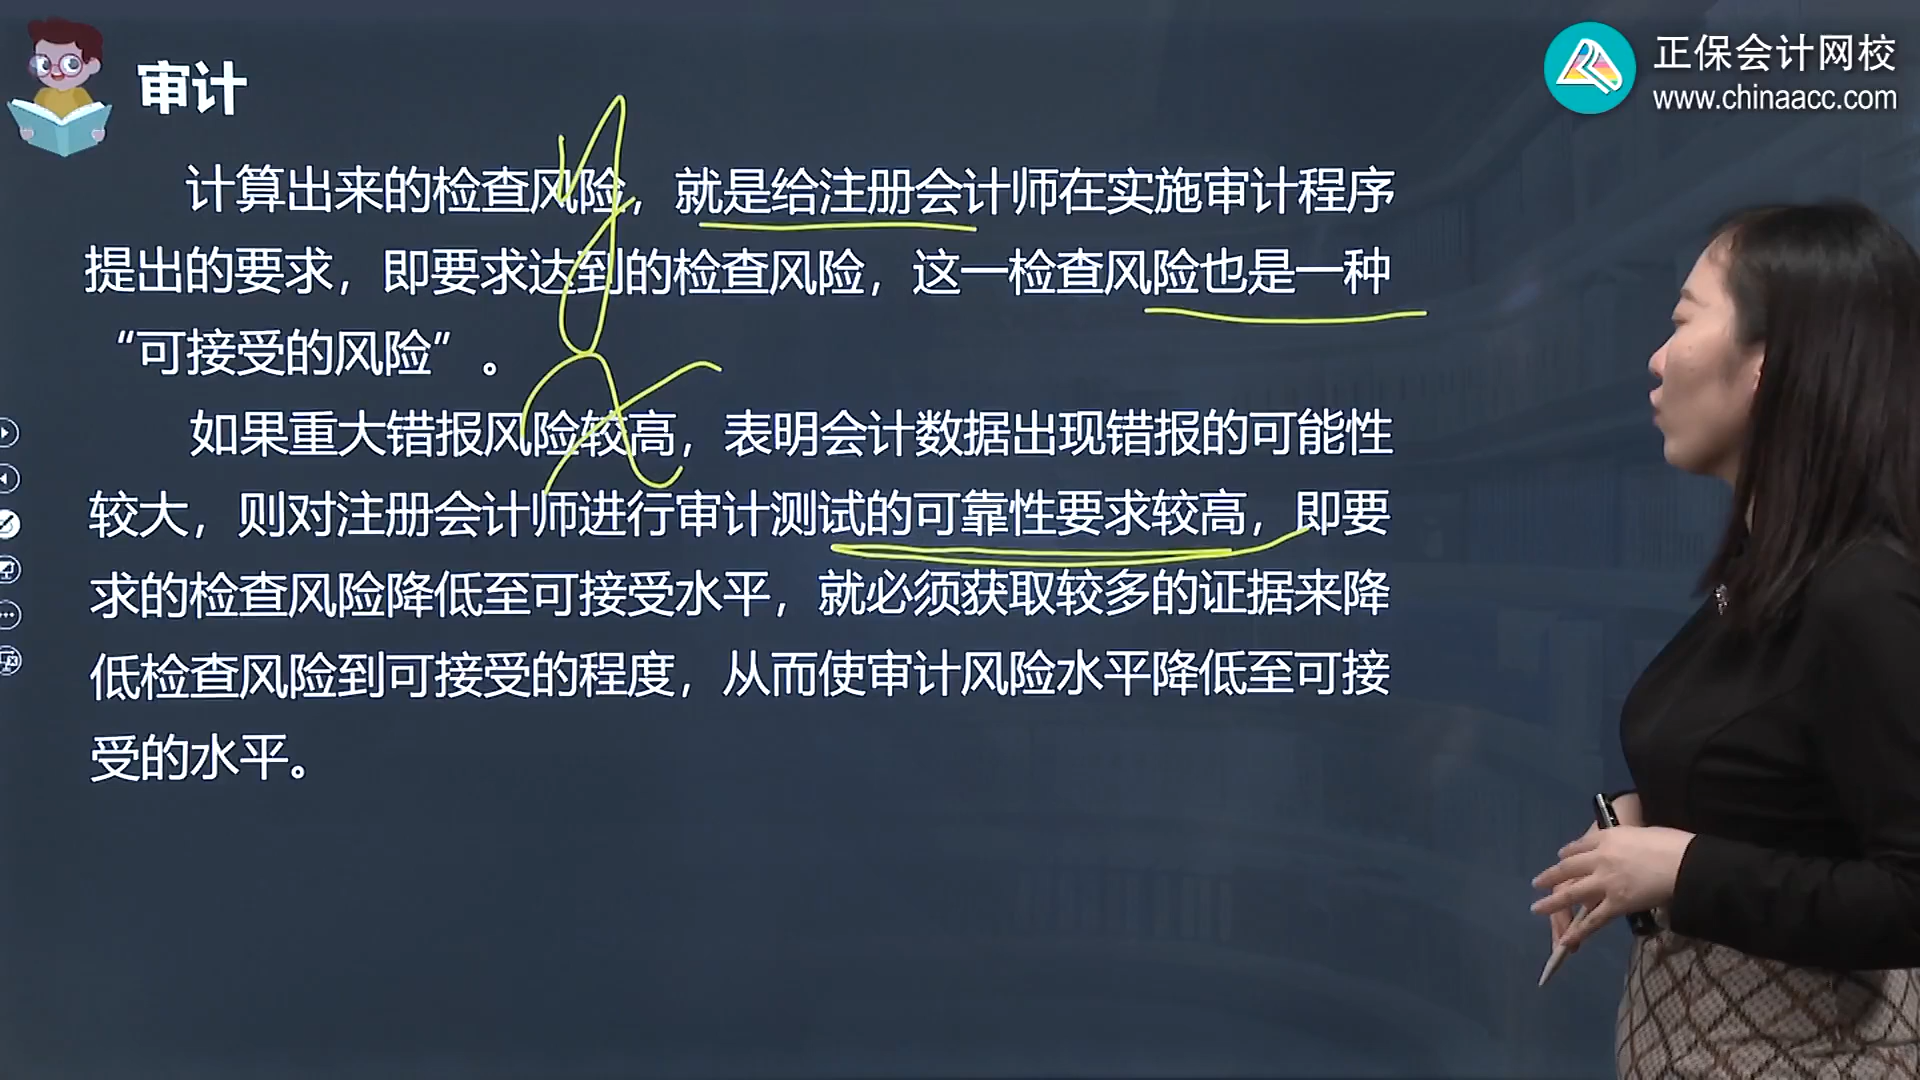 审计
正保会计网校
www.chinaacc.com
计算出来的检查风险，就是给注册会计师在实施审计程序
提出的要求，即要求达到的检查风险，这一检查风险也是一种
“可接受的风险”。
如果重大错报风险较高，表明会计数据出现错报的可能性
较大，则对注册会计师进行审计测试的可靠性要求较高，即要
求的检查风险降低至可接受水平，就必须获取较多的证据来降
低检查风险到可接受的程度，从而使审计风险水平降低至可接
受的水平。